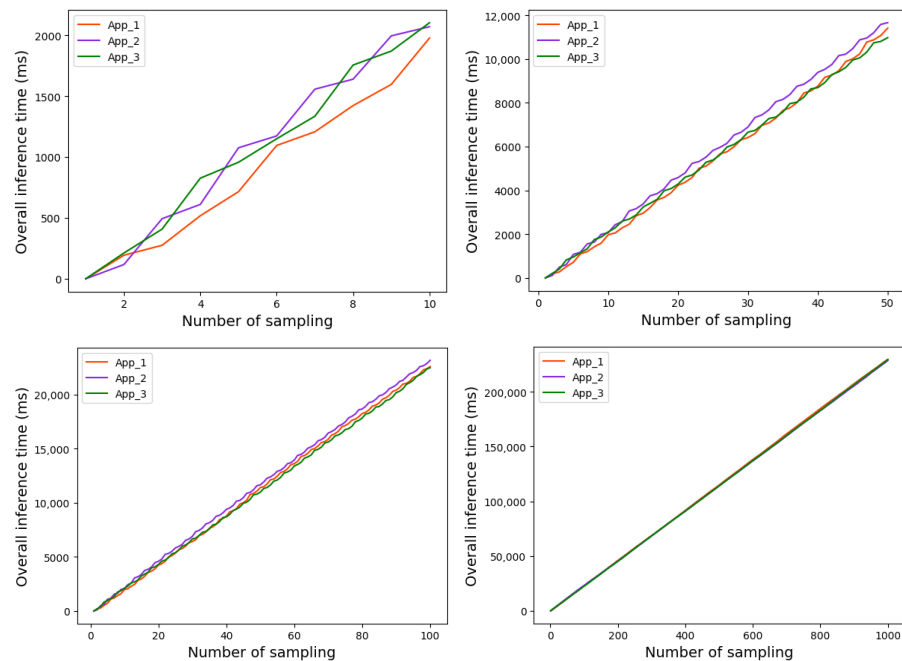 App_1
App_2
App_3
Overall inference time (ms)
2000
1500
1000
500
0
2 4 6 8 10
Number of sampling
App_1
App_2
App_3
Overall inference time (ms)
12,000
10,000
8000
6000
4000
2000
0
0 10 20 30 40 50
Number of sampling
App_1
App_2
App_3
Overall inference time (ms)
20,000
15,000
10,000
5000
0
0 20 40 60 80 100
Number of sampling
App_1
App_2
App_3
Overall inference time (ms)
200,000
150,000
100,000
50,000
0
0 200 400 600 800 1000
Number of sampling